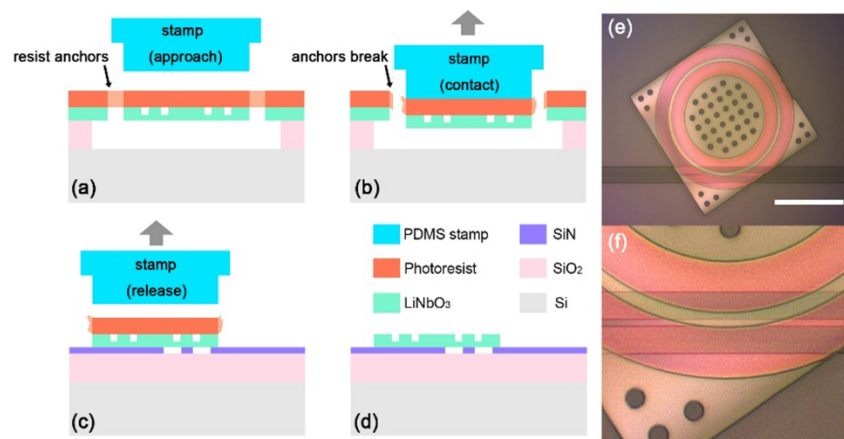 stamp
(approach)
resist anchors
(a)
anchors break
stamp
(contact)
(b)
stamp
(release)
(c)
PDMS stamp
Photoresist
LiNbO₃
SiN
SiO₂
Si
(d)
(e)
(f)